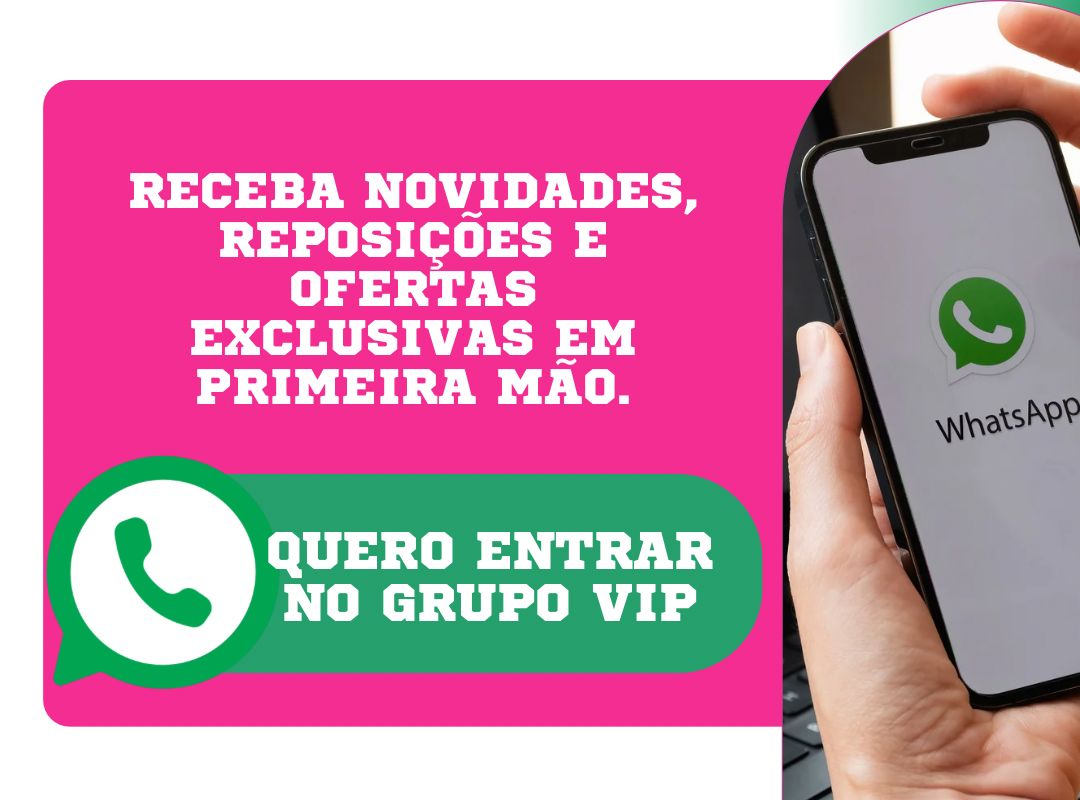 RECEBA NOVIDADES,
REPOSIÇÕES E
OFERTAS
EXCLUSIVAS EM
PRIMEIRA MÃO.
QUERO ENTRAR
NO GRUPO VIP
WhatsApp